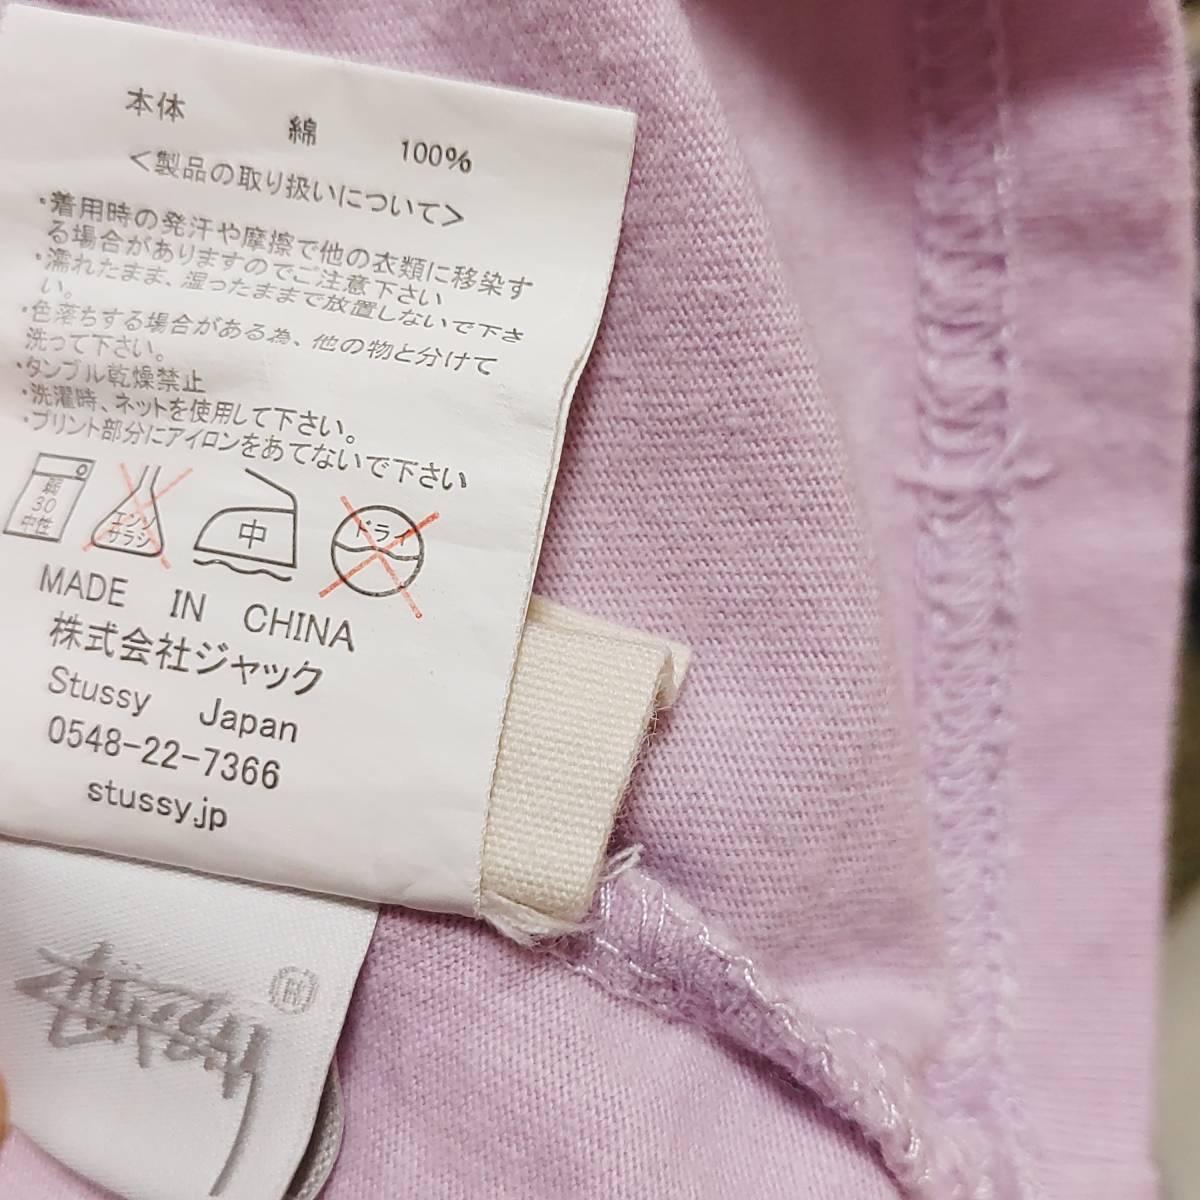 本体 綿 100%
<製品の取り扱いについて>
・着用時の発汗や摩擦で他の衣類に移染す
る場合がありますのでご注意下さい
・濡れたまま、湿ったままで放置しないで下さ
い。
・色落ちする場合がある為、他の物と分けて
洗って下さい。
・タンブル乾燥禁止
・洗濯時、ネットを使用して下さい。
・プリント部分にアイロンをあてないで下さい
弱
30
中性
エンソ
サラシ
中
ドライ
MADE IN CHINA
株式会社ジャック
Stussy Japan
0548-22-7366
stussy.jp
Stüssy ®